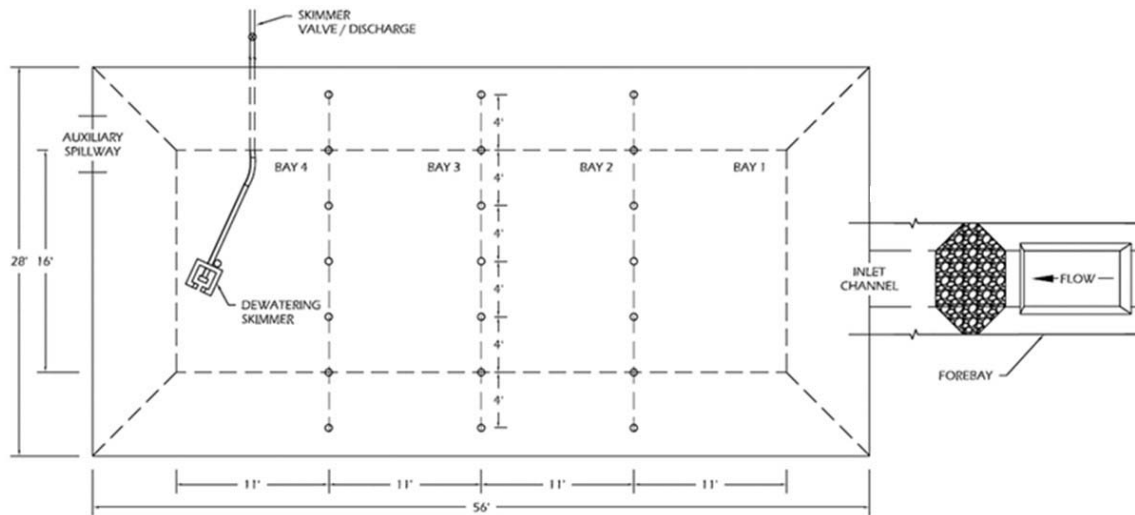 SKIMMER
VALVE / DISCHARGE
AUXILIARY
SPILLWAY
BAY 4
BAY 3
BAY 2
BAY 1
4'
4'
4'
4'
4'
4'
28'
16'
DEWATERING
SKIMMER
INLET
CHANNEL
FLOW
FOREBAY
11'
11'
11'
11'
56'